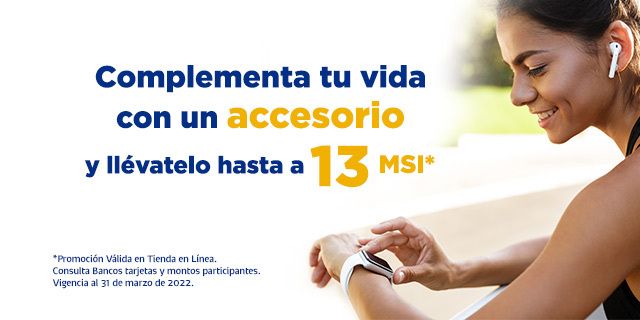 Complementa tu vida
con un accesorio
y llévatelo hasta a 13 MSI*
*Promoción Válida en Tienda en Línea.
Consulta Bancos tarjetas y montos participantes.
Vigencia al 31 de marzo de 2022.